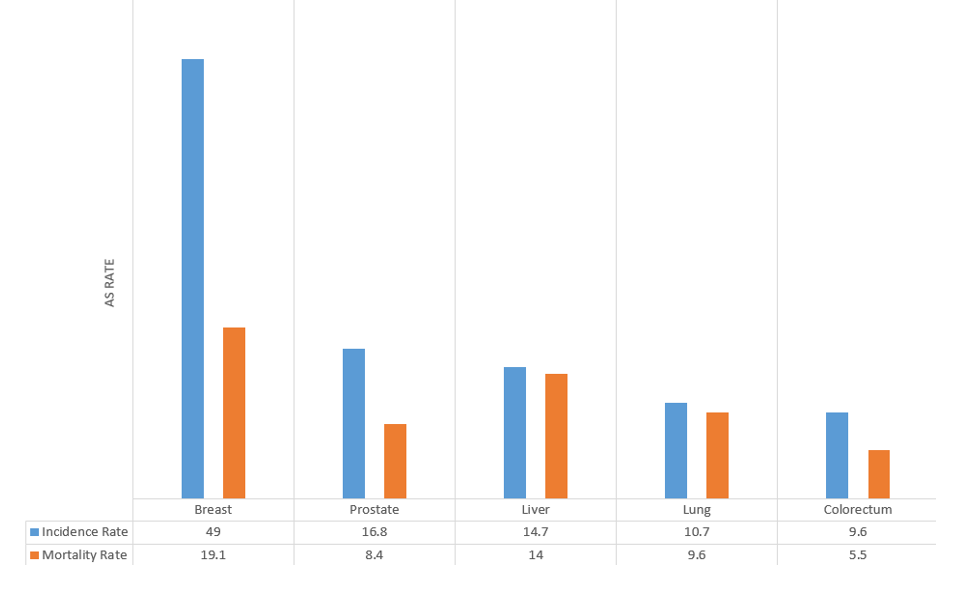 AS RATE
Breast Prostate Liver Lung Colorectum
Incidence Rate 49 16.8 14.7 10.7 9.6
Mortality Rate 19.1 8.4 14 9.6 5.5